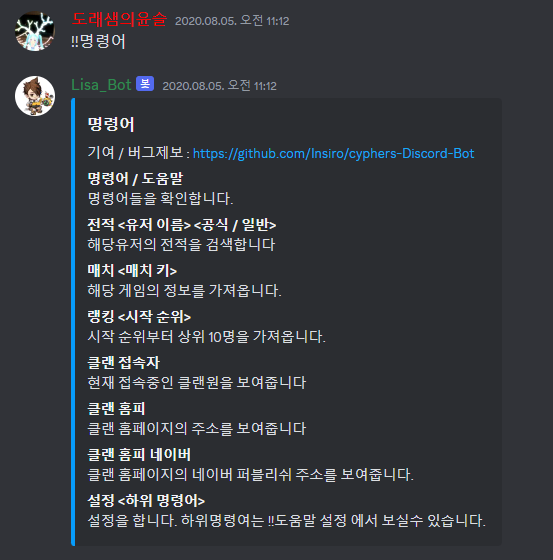 도래샘의윤슬 2020.08.05. 오전 11:12
!!명령어
Lisa_Bot 봇 2020.08.05. 오전 11:12
명령어
기여 / 버그제보 : https://github.com/Insiro/cyphers-Discord-Bot
명령어 / 도움말
명령어들을 확인합니다.
전적 <유저 이름> <공식 / 일반>
해당유저의 전적을 검색합니다
매치 <매치 키>
해당 게임의 정보를 가져옵니다.
랭킹 <시작 순위>
시작 순위부터 상위 10명을 가져옵니다.
클랜 접속자
현재 접속중인 클랜원을 보여줍니다
클랜 홈피
클랜 홈페이지의 주소를 보여줍니다
클랜 홈피 네이버
클랜 홈페이지의 네이버 퍼블리쉬 주소를 보여줍니다.
설정 <하위 명령어>
설정을 합니다. 하위명령여는 !!도움말 설정 에서 보실수 있습니다.